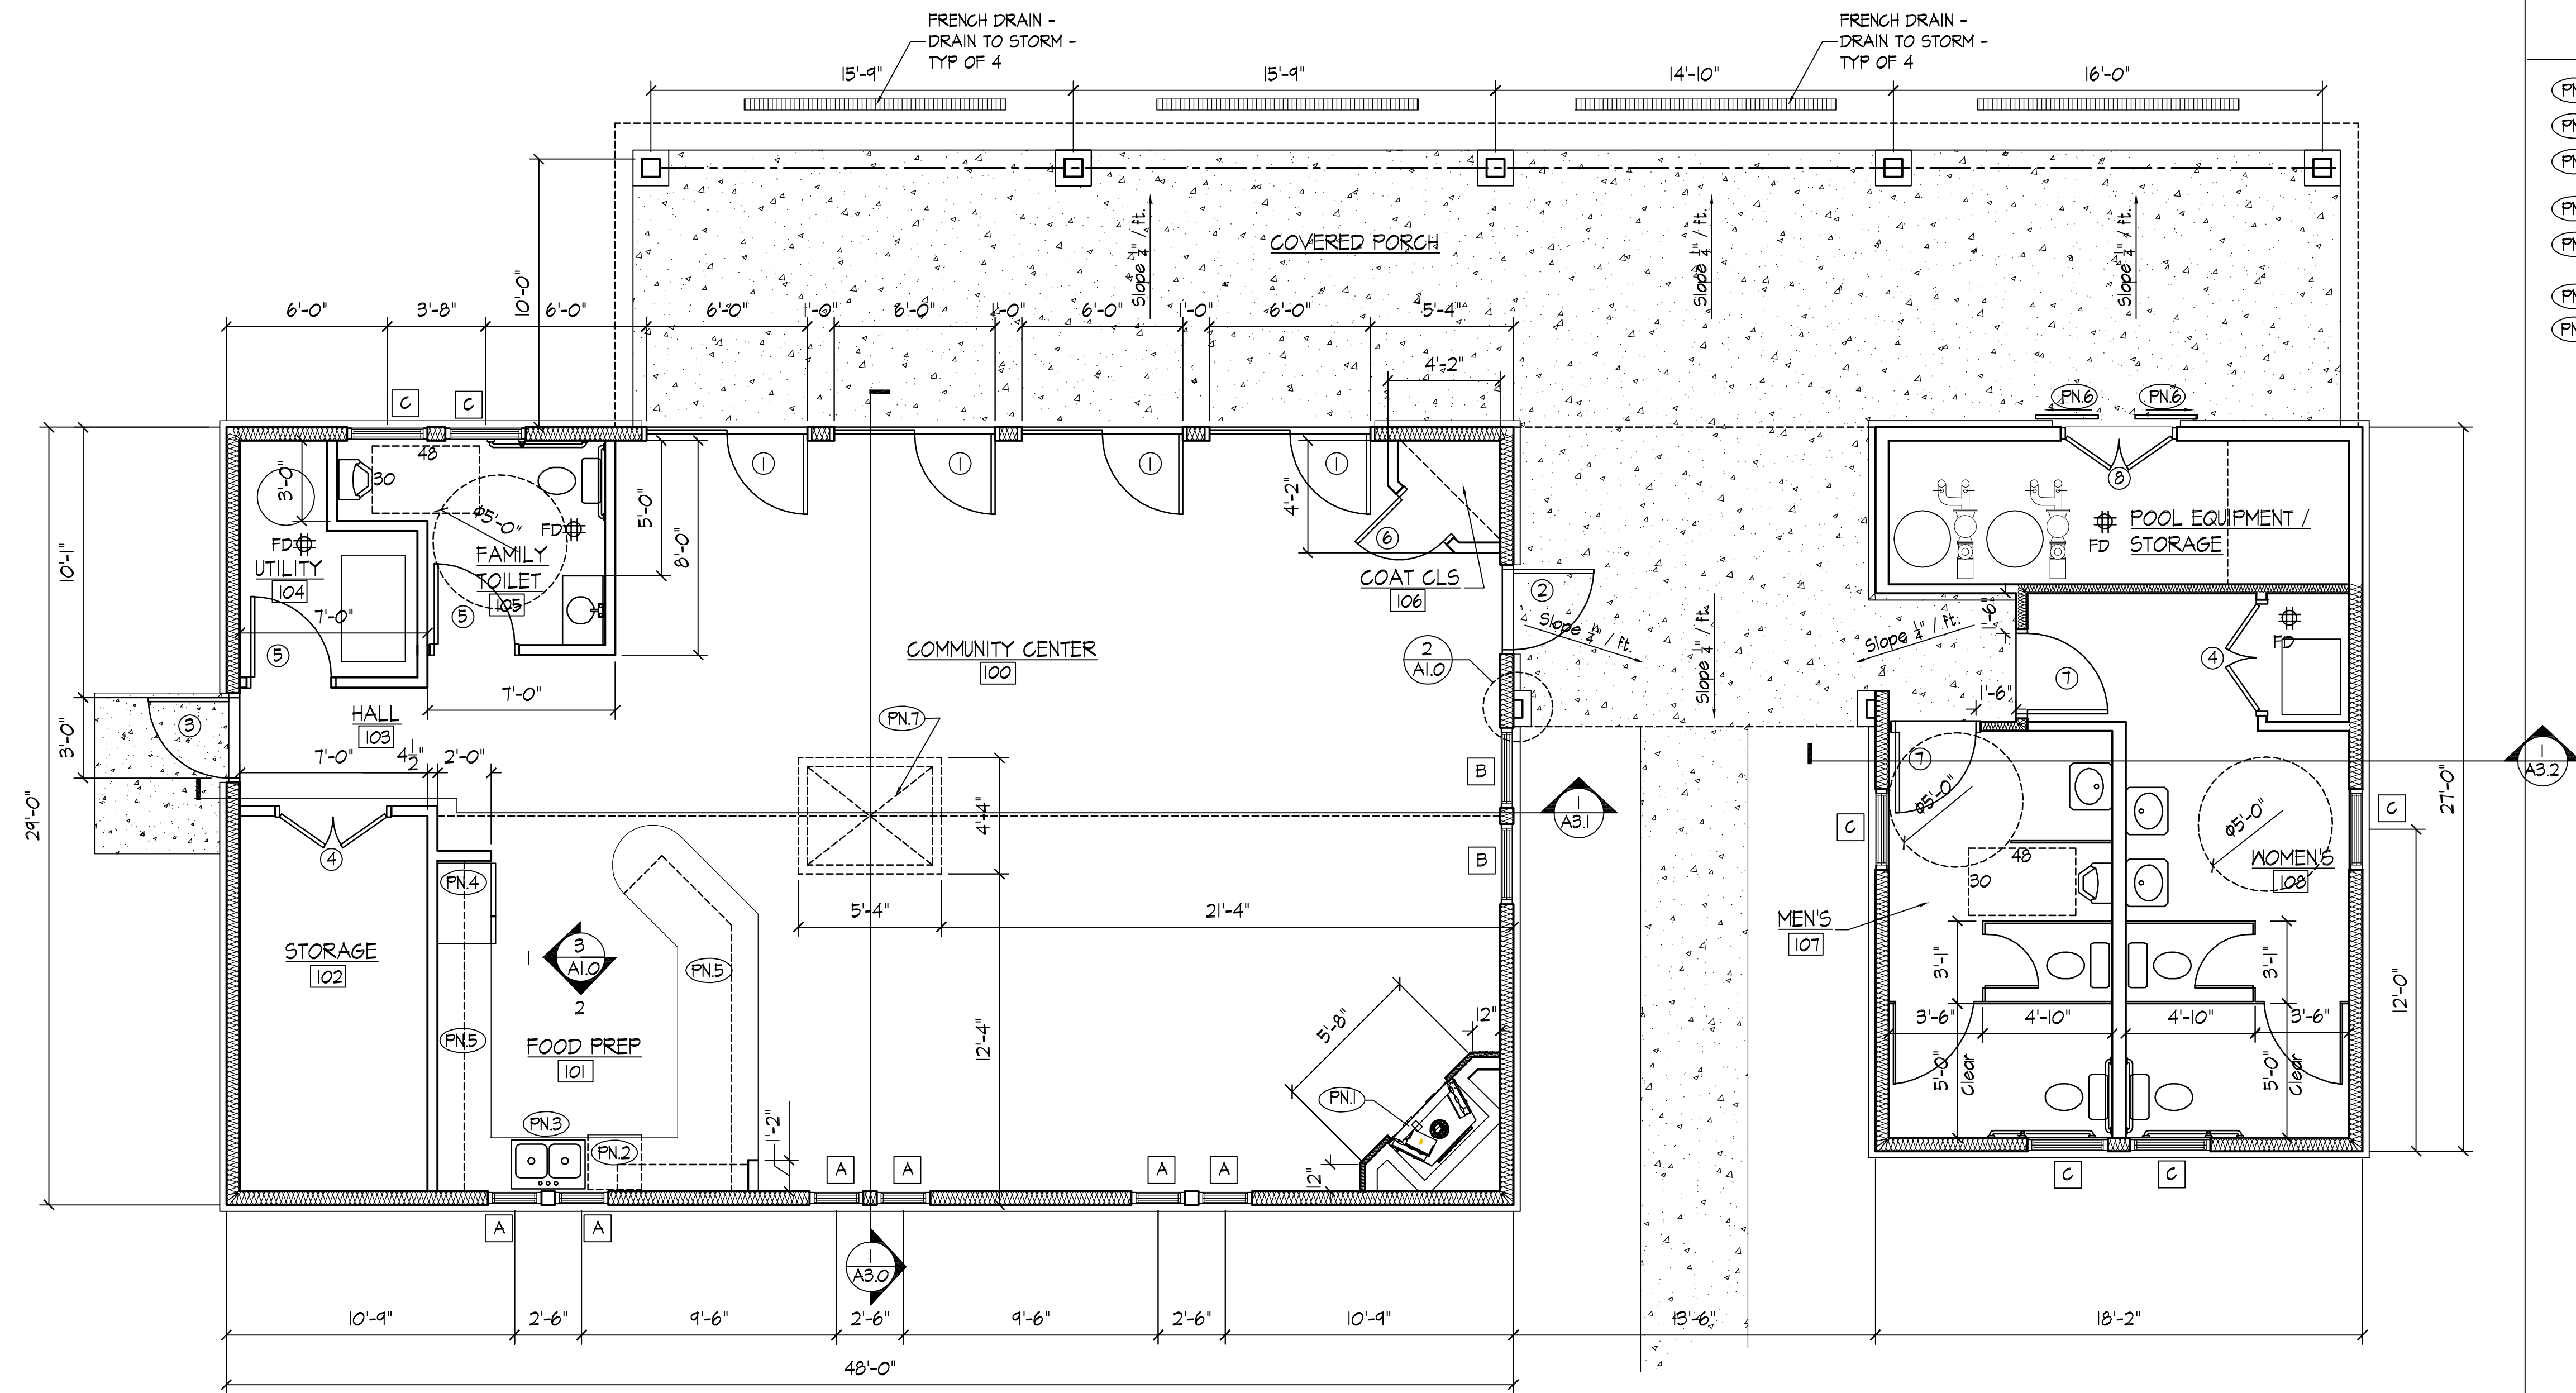 FRENCH DRAIN -
DRAIN TO STORM -
TYP OF 4
FRENCH DRAIN -
DRAIN TO STORM -
TYP OF 4
15'-9"
15'-9"
14'-10"
16'-0"
COVERED PORCH
Slope 1/4" / ft.
Slope 1/4" / ft.
Slope 1/4" / ft.
10'-0"
6'-0"
3'-8"
6'-0"
6'-0"
1'-0"
6'-0"
1'-0"
6'-0"
1'-0"
6'-0"
5'-4"
4'-2"
C
C
PN.6
PN.6
48
30
3'-0"
Φ5'-0"
FD
FAMILY
TOILET
105
FD
UTILITY
104
7'-0"
5
5
5'-0"
8'-0"
1
1
1
1
4'-2"
6
COAT CLS
106
2
8
POOL EQUIPMENT /
STORAGE
FD
10'-1"
3'-0"
29'-0"
3
HALL
103
7'-0"
7'-0"
4 1/2"
2'-0"
COMMUNITY CENTER
100
PN.7
2
A1.0
Slope 1/4" / ft.
Slope 1/4" / ft.
Slope 1/4" / ft.
FD
4
7
1'-6"
7
Φ5'-0"
Φ5'-0"
1
A3.2
27'-0"
B
B
1
A3.1
C
C
4'-4"
5'-4"
21'-4"
4
PN.4
STORAGE
102
3
A1.0
1
2
PN.5
PN.5
FOOD PREP
101
PN.3
PN.2
1'-2"
12'-4"
5'-8"
12"
PN.1
12"
48
30
WOMEN'S
108
MEN'S
107
3'-1"
3'-1"
3'-6"
4'-10"
4'-10"
3'-6"
5'-0"
Clear
5'-0"
Clear
12'-0"
A
A
A
A
A
A
C
C
1
A3.0
10'-9"
2'-6"
9'-6"
2'-6"
9'-6"
2'-6"
10'-9"
13'-6"
18'-2"
48'-0"